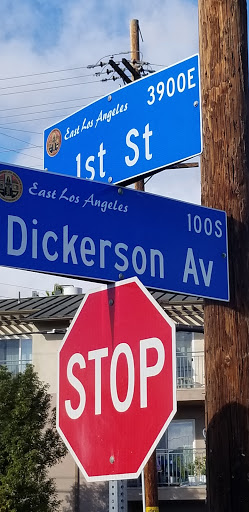 East Los Angeles 3900E
1st St
East Los Angeles
100S
Dickerson Av
STOP